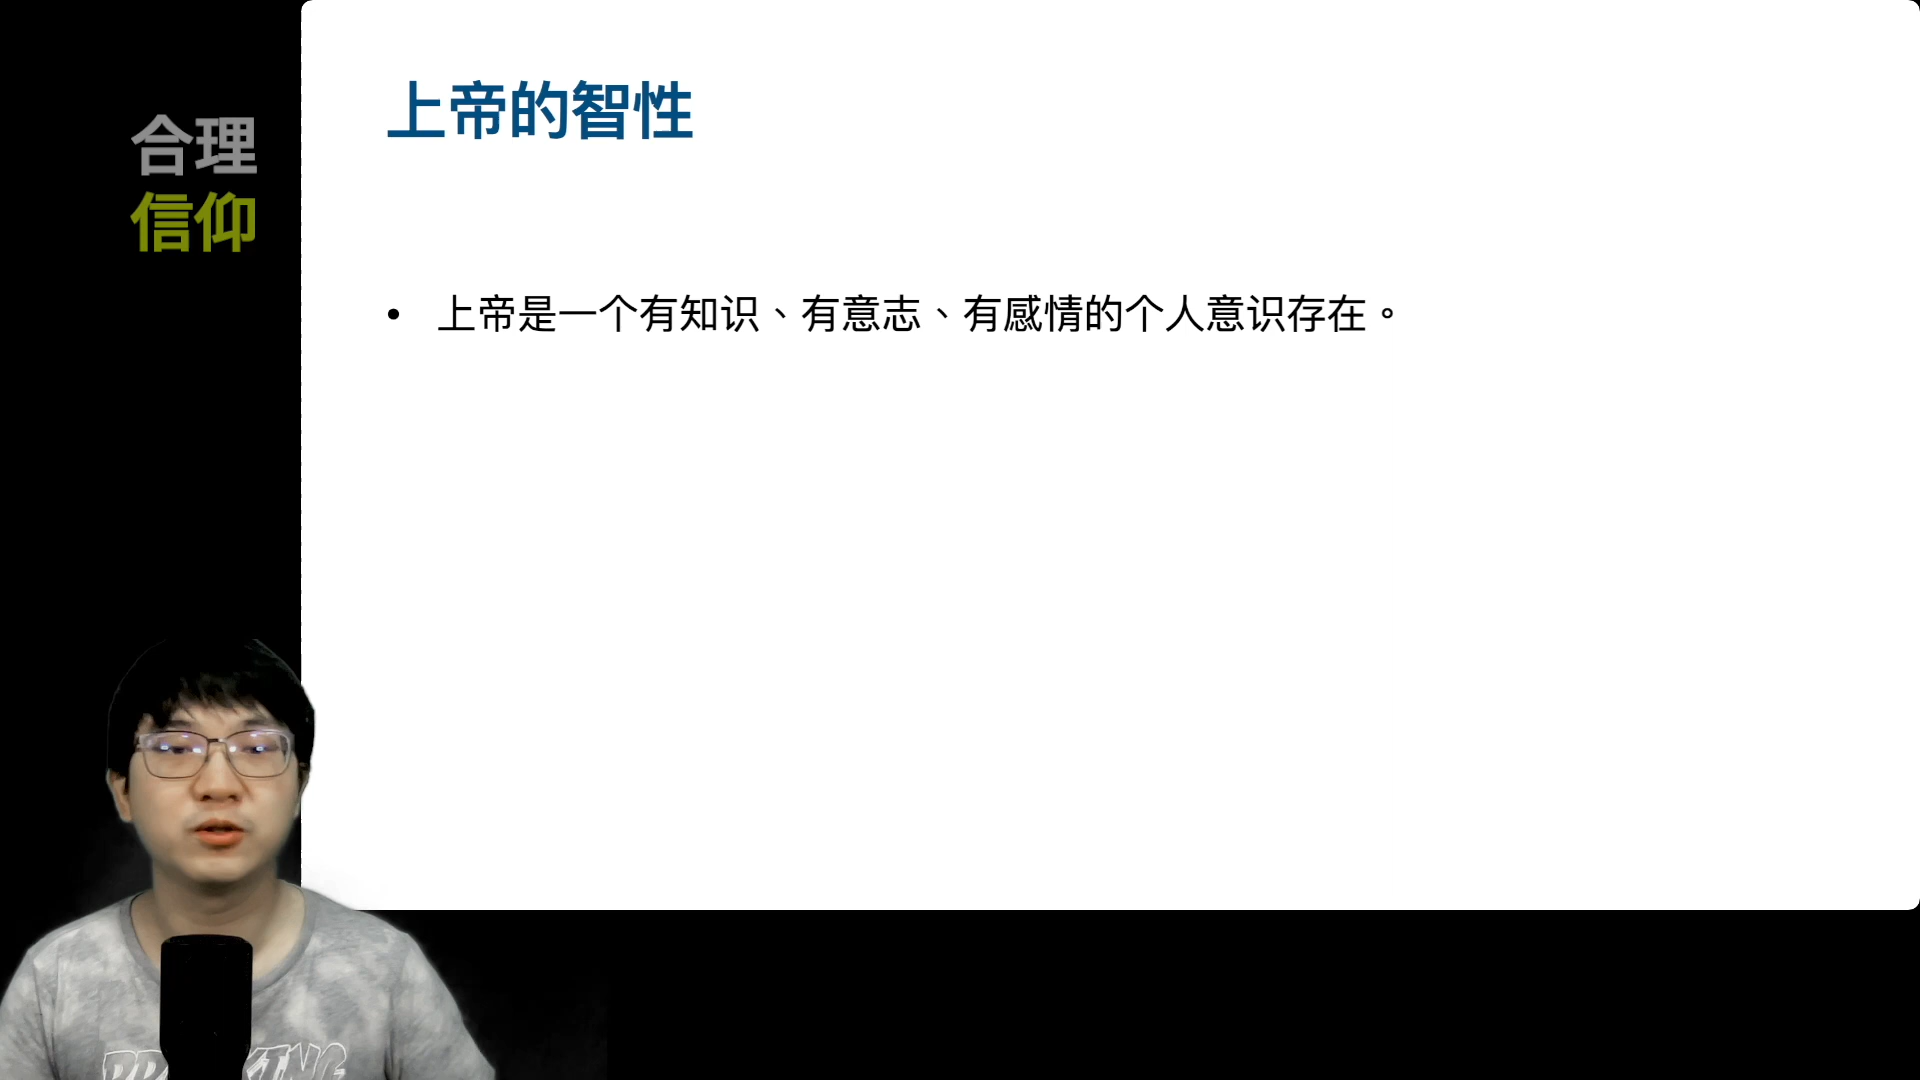 合理
信仰
上帝的智性
• 上帝是一个有知识、有意志、有感情的个人意识存在。